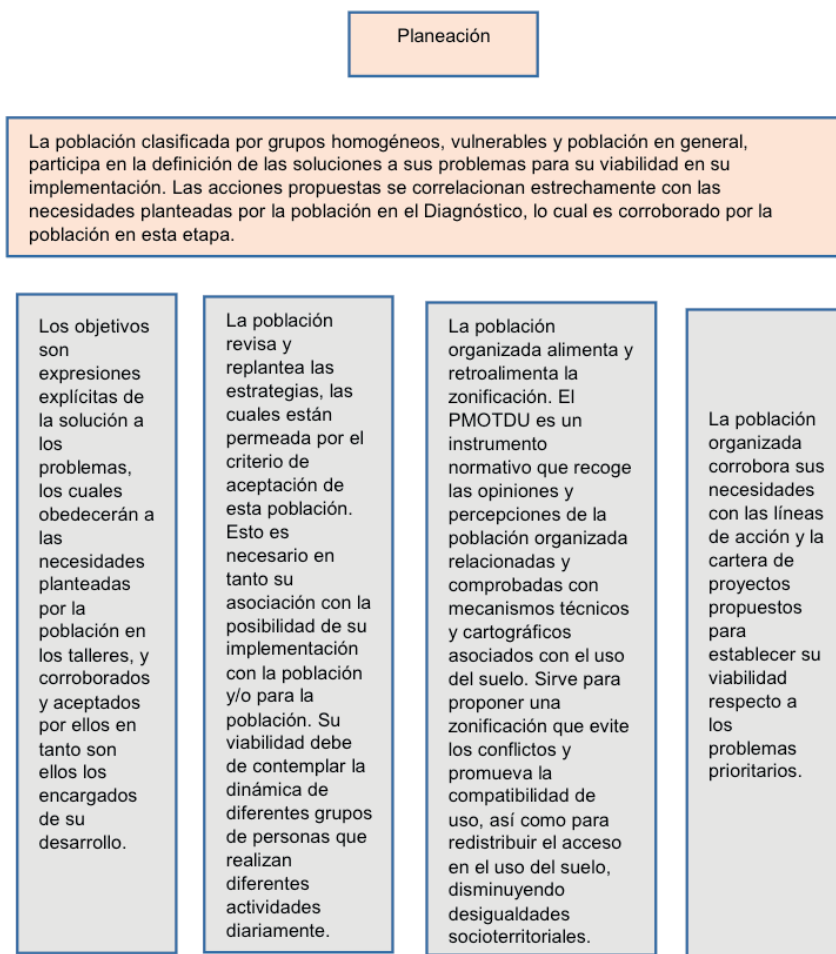 Planeación
La población clasificada por grupos homogéneos, vulnerables y población en general,
participa en la definición de las soluciones a sus problemas para su viabilidad en su
implementación. Las acciones propuestas se correlacionan estrechamente con las
necesidades planteadas por la población en el Diagnóstico, lo cual es corroborado por la
población en esta etapa.
Los objetivos
son
expresiones
explícitas de
la solución a
los
problemas,
los cuales
obedecerán a
las
necesidades
planteadas
por la
población en
los talleres, y
corroborados
y aceptados
por ellos en
tanto son
ellos los
encargados
de su
desarrollo.
La población
revisa y
replantea las
estrategias, las
cuales están
permeada por el
criterio de
aceptación de
esta población.
Esto es
necesario en
tanto su
asociación con la
posibilidad de su
implementación
con la población
y/o para la
población. Su
viabilidad debe
de contemplar la
dinámica de
diferentes grupos
de personas que
realizan
diferentes
actividades
diariamente.
La población
organizada alimenta y
retroalimenta la
zonificación. El
PMOTDU es un
instrumento
normativo que recoge
las opiniones y
percepciones de la
población organizada
relacionadas y
comprobadas con
mecanismos técnicos
y cartográficos
asociados con el uso
del suelo. Sirve para
proponer una
zonificación que evite
los conflictos y
promueva la
compatibilidad de
uso, así como para
redistribuir el acceso
en el uso del suelo,
disminuyendo
desigualdades
socioterritoriales.
La población
organizada
corrobora sus
necesidades
con las líneas
de acción y la
cartera de
proyectos
propuestos
para
establecer su
viabilidad
respecto a
los
problemas
prioritarios.